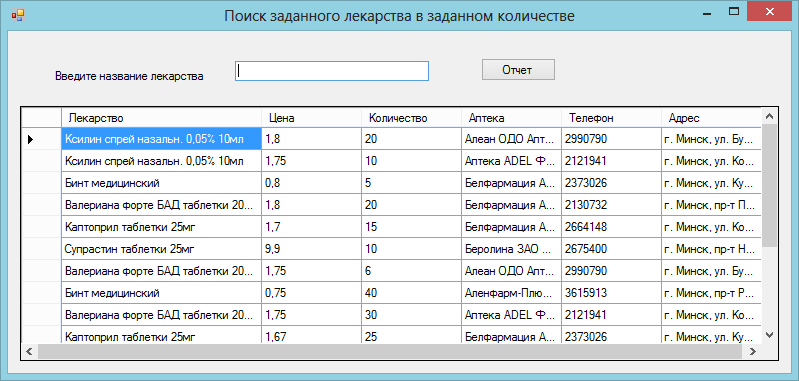 Поиск заданного лекарства в заданном количестве
Введите название лекарства
Отчет
Лекарство Цена Количество Аптека Телефон Адрес
Ксилин спрей назальн. 0,05% 10мл 1,8 20 Алеан ОДО Апт... 2990790 г. Минск, ул. Бу...
Ксилин спрей назальн. 0,05% 10мл 1,75 10 Аптека ADEL Ф... 2121941 г. Минск, ул. Ко...
Бинт медицинский 0,8 5 Белфармация А... 2373026 г. Минск, ул. Ку...
Валериана форте БАД таблетки 20... 1,8 20 Белфармация А... 2130732 г. Минск, пр-т П...
Каптоприл таблетки 25мг 1,7 15 Белфармация А... 2664148 г. Минск, ул. Ко...
Супрастин таблетки 25мг 9,9 10 Беролина ЗАО ... 2675400 г. Минск, пр-т Н...
Валериана форте БАД таблетки 20... 1,75 6 Алеан ОДО Апт... 2990790 г. Минск, ул. Бу...
Бинт медицинский 0,75 40 Аленфарм-Плю... 3615913 г. Минск, пр-т Р...
Валериана форте БАД таблетки 20... 1,75 30 Аптека ADEL Ф... 2121941 г. Минск, ул. Ко...
Каптоприл таблетки 25мг 1,67 25 Белфармация А... 2373026 г. Минск, ул. Ку...